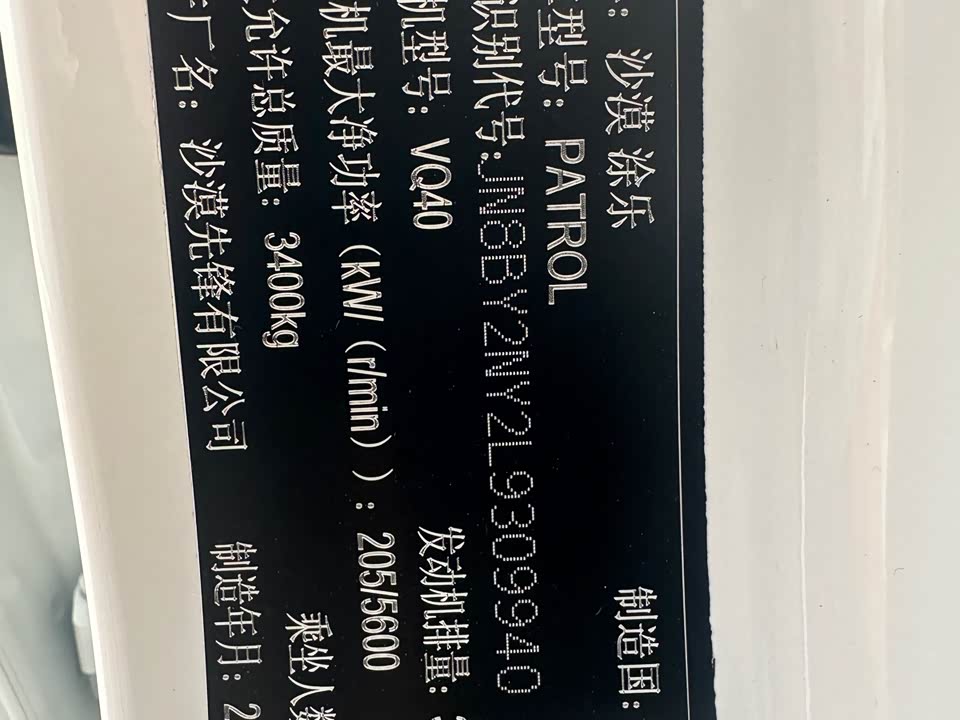 ：沙漠 涂乐 制造国：
型号：PATROL
识别代号：JN8BY2NY2L9309940
机型号：VQ40 发动机排量：
机最大净功率（kW/（r/min））：205/5600
允许总质量：3400kg 乘坐人数
厂名：沙漠先锋有限公司 制造年月：2